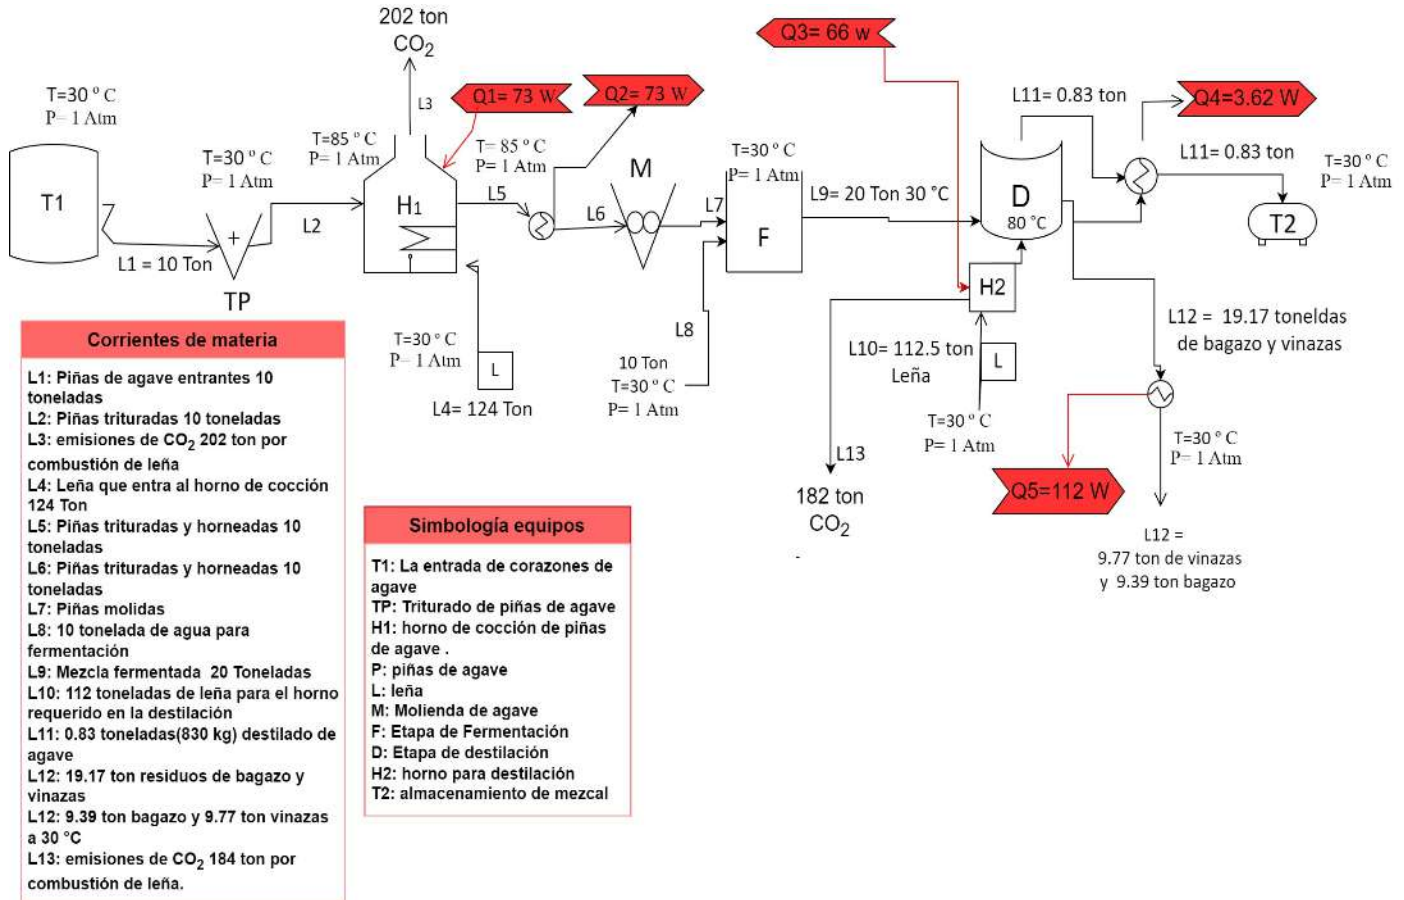 202 ton
CO2
T=30 º C
P= 1 Atm
T1
L1 = 10 Ton
T=30 º C
P= 1 Atm
TP
L2
L3
T=85 º C
P= 1 Atm
H1
Q1= 73 W
Q2= 73 W
T= 85 º C
P= 1 Atm
L5
L6
M
L7
T=30 º C
P= 1 Atm
F
L8
10 Ton
T=30 º C
P= 1 Atm
T=30 º C
P= 1 Atm
L
L4= 124 Ton
Q3= 66 w
L9= 20 Ton 30 °C
D
80 °C
H2
L11= 0.83 ton
Q4=3.62 W
L11= 0.83 ton
T=30 º C
P= 1 Atm
T2
L10= 112.5 ton
Leña
L
T=30 º C
P= 1 Atm
L13
182 ton
CO2
L12 = 19.17 toneldas
de bagazo y vinazas
T=30 º C
P= 1 Atm
Q5=112 W
L12 =
9.77 ton de vinazas
y 9.39 ton bagazo
Corrientes de materia
L1: Piñas de agave entrantes 10
toneladas
L2: Piñas trituradas 10 toneladas
L3: emisiones de CO2 202 ton por
combustión de leña
L4: Leña que entra al horno de cocción
124 Ton
L5: Piñas trituradas y horneadas 10
toneladas
L6: Piñas trituradas y horneadas 10
toneladas
L7: Piñas molidas
L8: 10 tonelada de agua para
fermentación
L9: Mezcla fermentada 20 Toneladas
L10: 112 toneladas de leña para el horno
requerido en la destilación
L11: 0.83 toneladas(830 kg) destilado de
agave
L12: 19.17 ton residuos de bagazo y
vinazas
L12: 9.39 ton bagazo y 9.77 ton vinazas
a 30 °C
L13: emisiones de CO2 184 ton por
combustión de leña.
Simbología equipos
T1: La entrada de corazones de
agave
TP: Triturado de piñas de agave
H1: horno de cocción de piñas
de agave .
P: piñas de agave
L: leña
M: Molienda de agave
F: Etapa de Fermentación
D: Etapa de destilación
H2: horno para destilación
T2: almacenamiento de mezcal